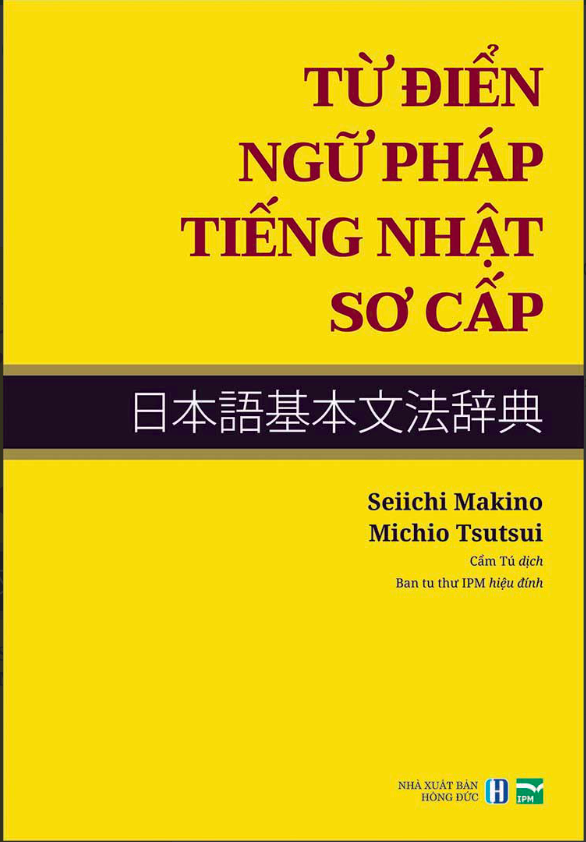 TỪ ĐIỂN
NGỮ PHÁP
TIẾNG NHẬT
SƠ CẤP
日本語基本文法辞典
Seiichi Makino
Michio Tsutsui
Cẩm Tú dịch
Ban tu thư IPM hiệu đính
NHÀ XUẤT BẢN
HỒNG ĐỨC
H
IPM